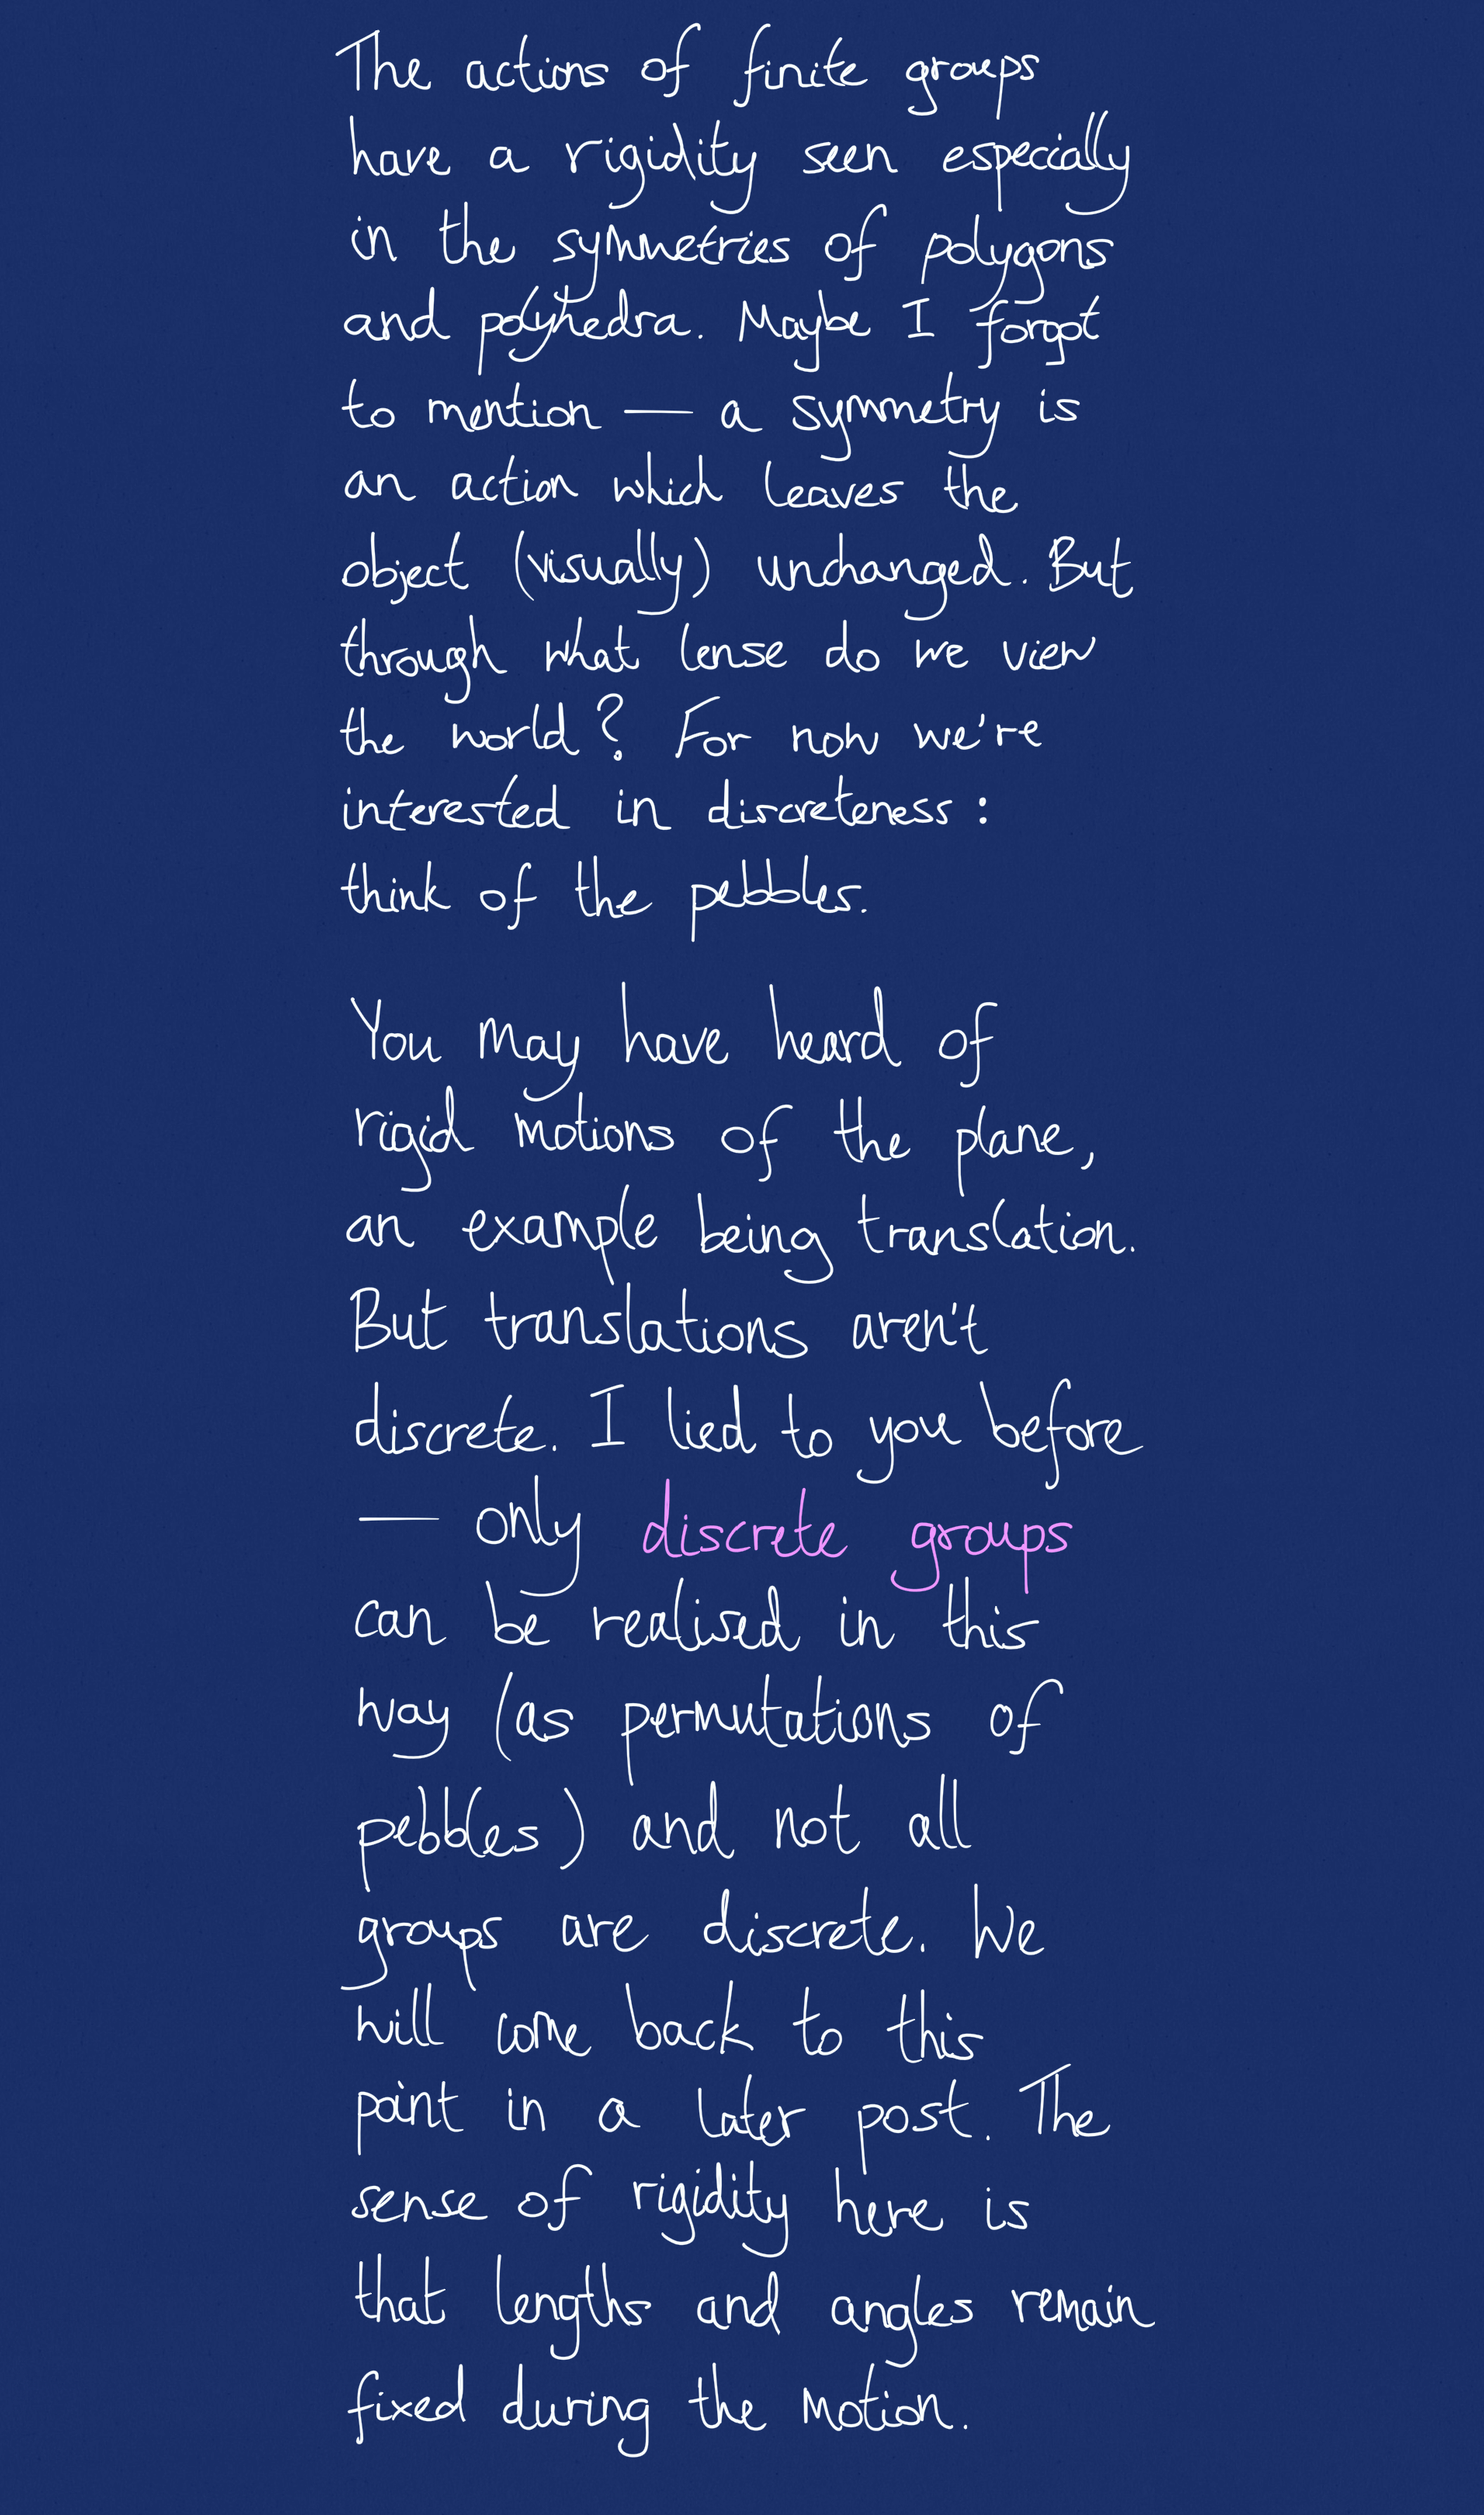 The actions of finite groups
have a rigidity seen especially
in the symmetries of polygons
and polyhedra. Maybe I forgot
to mention — a symmetry is
an action which leaves the
object (visually) unchanged. But
through what lense do we view
the world? For now we're
interested in discreteness:
think of the pebbles.
You may have heard of
rigid motions of the plane,
an example being translation.
But translations aren't
discrete. I lied to you before
— only discrete groups
can be realised in this
way (as permutations of
pebbles) and not all
groups are discrete. We
will come back to this
point in a later post. The
sense of rigidity here is
that lengths and angles remain
fixed during the motion.